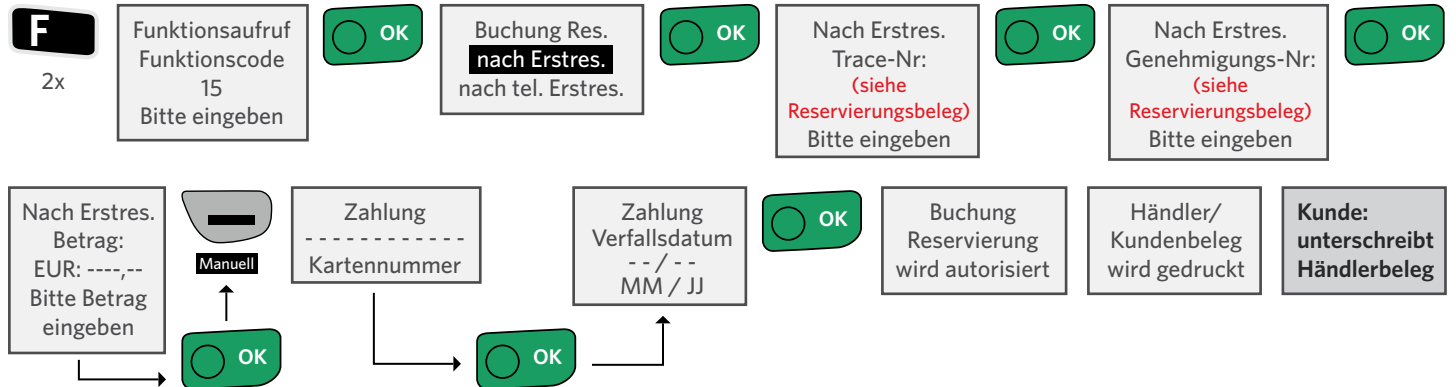 F
2x
Funktionsaufruf
Funktionscode
15
Bitte eingeben
OK
Buchung Res.
nach Erstres.
nach tel. Erstres.
OK
Nach Erstres.
Trace-Nr:
(siehe
Reservierungsbeleg)
Bitte eingeben
OK
Nach Erstres.
Genehmigungs-Nr:
(siehe
Reservierungsbeleg)
Bitte eingeben
OK
Nach Erstres.
Betrag:
EUR: ----,--
Bitte Betrag
eingeben
OK
Manuell
Zahlung
- - - - - - - - - - - -
Kartennummer
OK
Zahlung
Verfallsdatum
- - / - -
MM / JJ
OK
Buchung
Reservierung
wird autorisiert
Händler/
Kundenbeleg
wird gedruckt
Kunde:
unterschreibt
Händlerbeleg